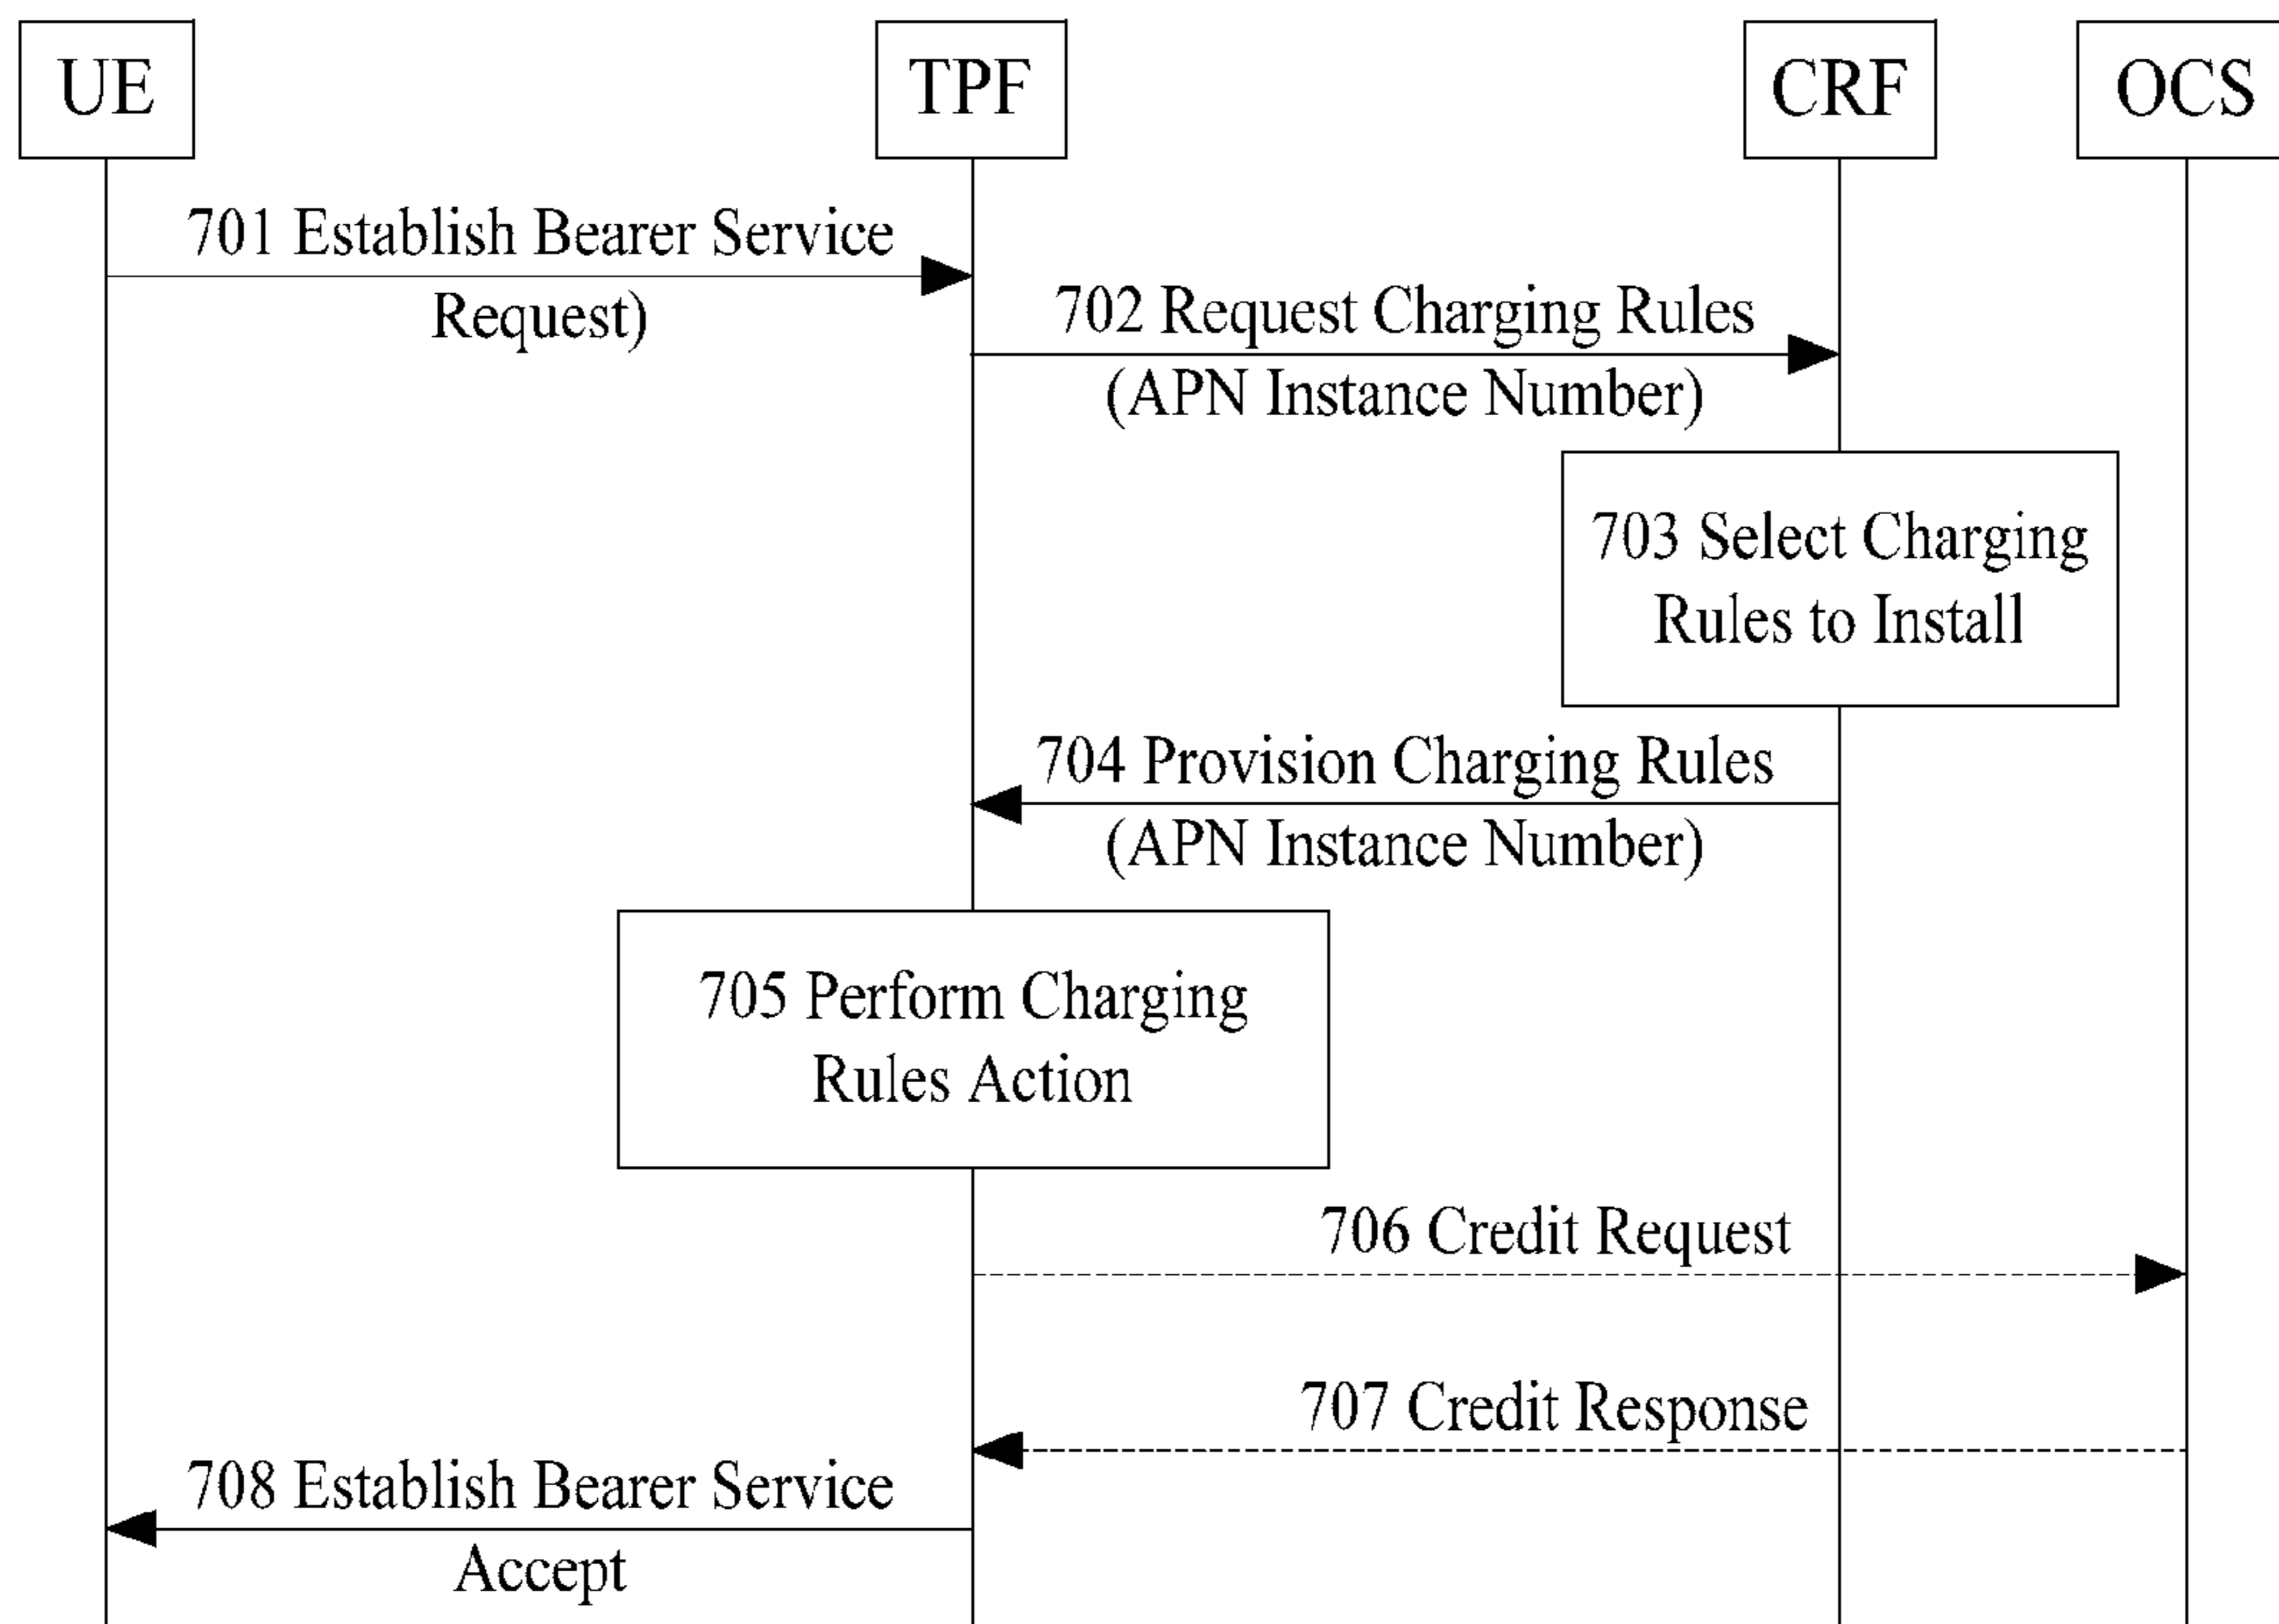 UE
TPF
CRF
OCS
701 Establish Bearer Service
Request)
702 Request Charging Rules
(APN Instance Number)
703 Select Charging
Rules to Install
704 Provision Charging Rules
(APN Instance Number)
705 Perform Charging
Rules Action
706 Credit Request
707 Credit Response
708 Establish Bearer Service
Accept